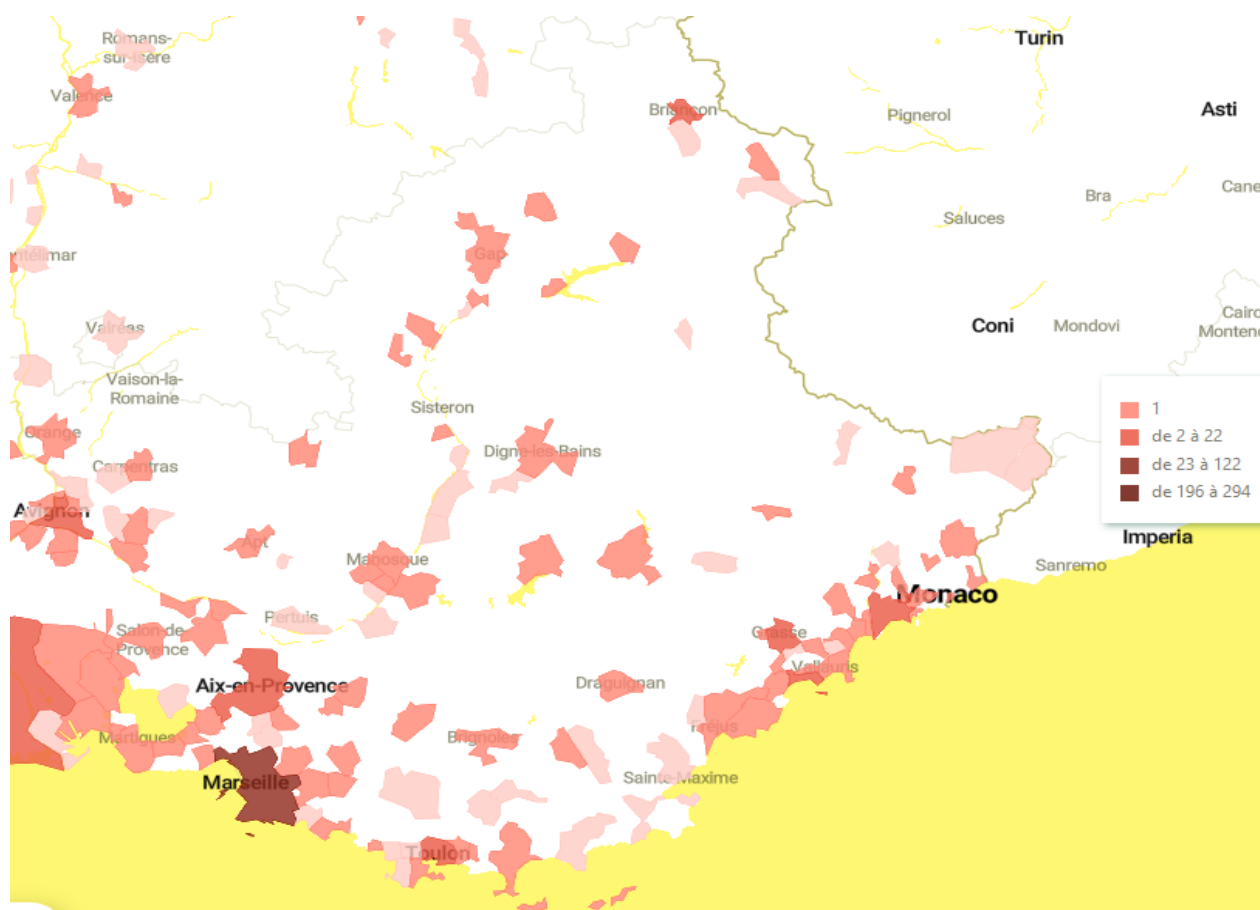 Romans-
sur-Isère
Turin
Valence
Briançon
Pignerol
Asti
Bra
Cane
Saluces
ntélimar
Gap
Valréas
Coni
Mondovi
Cairo
Monteno
Vaison-la-
Romaine
Sisteron
1
de 2 à 22
de 23 à 122
de 196 à 294
Orange
Carpentras
Digne-les-Bains
Avignon
Apt
Manosque
Imperia
Sanremo
Monaco
Pertuis
Salon-de-
Provence
Grasse
Vallauris
Aix-en-Provence
Draguignan
Martigues
Brignoles
Fréjus
Marseille
Sainte-Maxime
Toulon